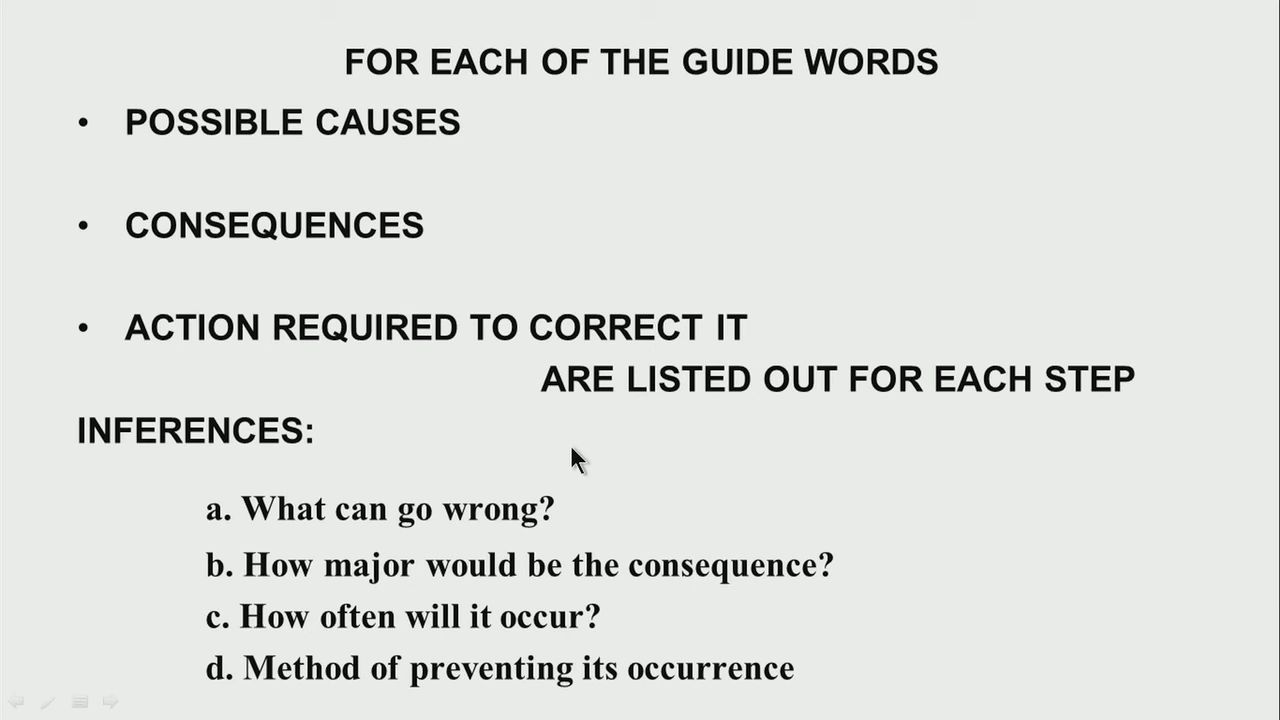 FOR EACH OF THE GUIDE WORDS
• POSSIBLE CAUSES
• CONSEQUENCES
• ACTION REQUIRED TO CORRECT IT
ARE LISTED OUT FOR EACH STEP
INFERENCES:
a. What can go wrong?
b. How major would be the consequence?
c. How often will it occur?
d. Method of preventing its occurrence